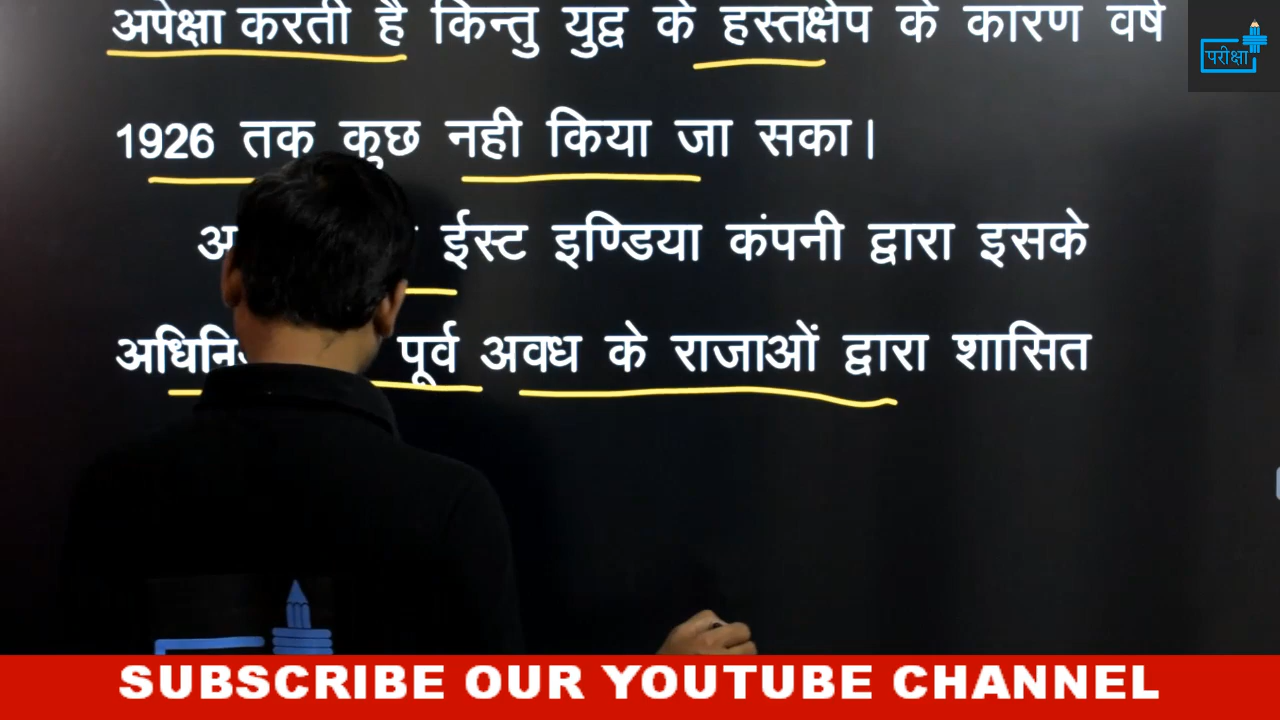 अपेक्षा करती है किन्तु युद्व के हस्तक्षेप के कारण वर्ष
परीक्षा
1926 तक कुछ नही किया जा सका।
ईस्ट इण्डिया कंपनी द्वारा इसके
पूर्व अवध के राजाओं द्वारा शासित
SUBSCRIBE OUR YOUTUBE CHANNEL